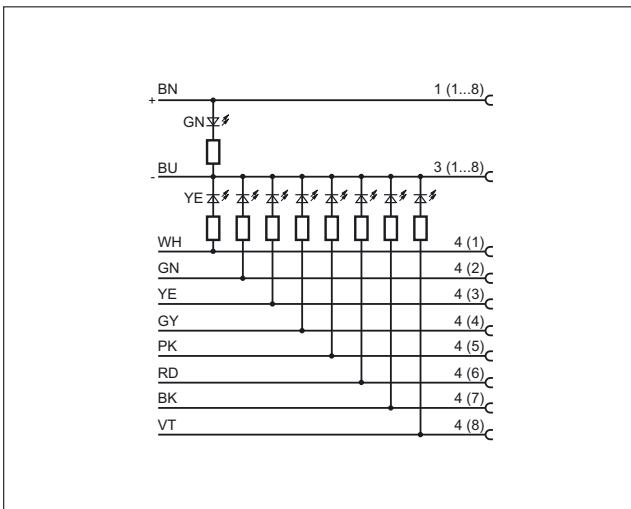 BN 1 (1...8)
+
GN
BU 3 (1...8)
-
YE
WH 4 (1)
GN 4 (2)
YE 4 (3)
GY 4 (4)
PK 4 (5)
RD 4 (6)
BK 4 (7)
VT 4 (8)